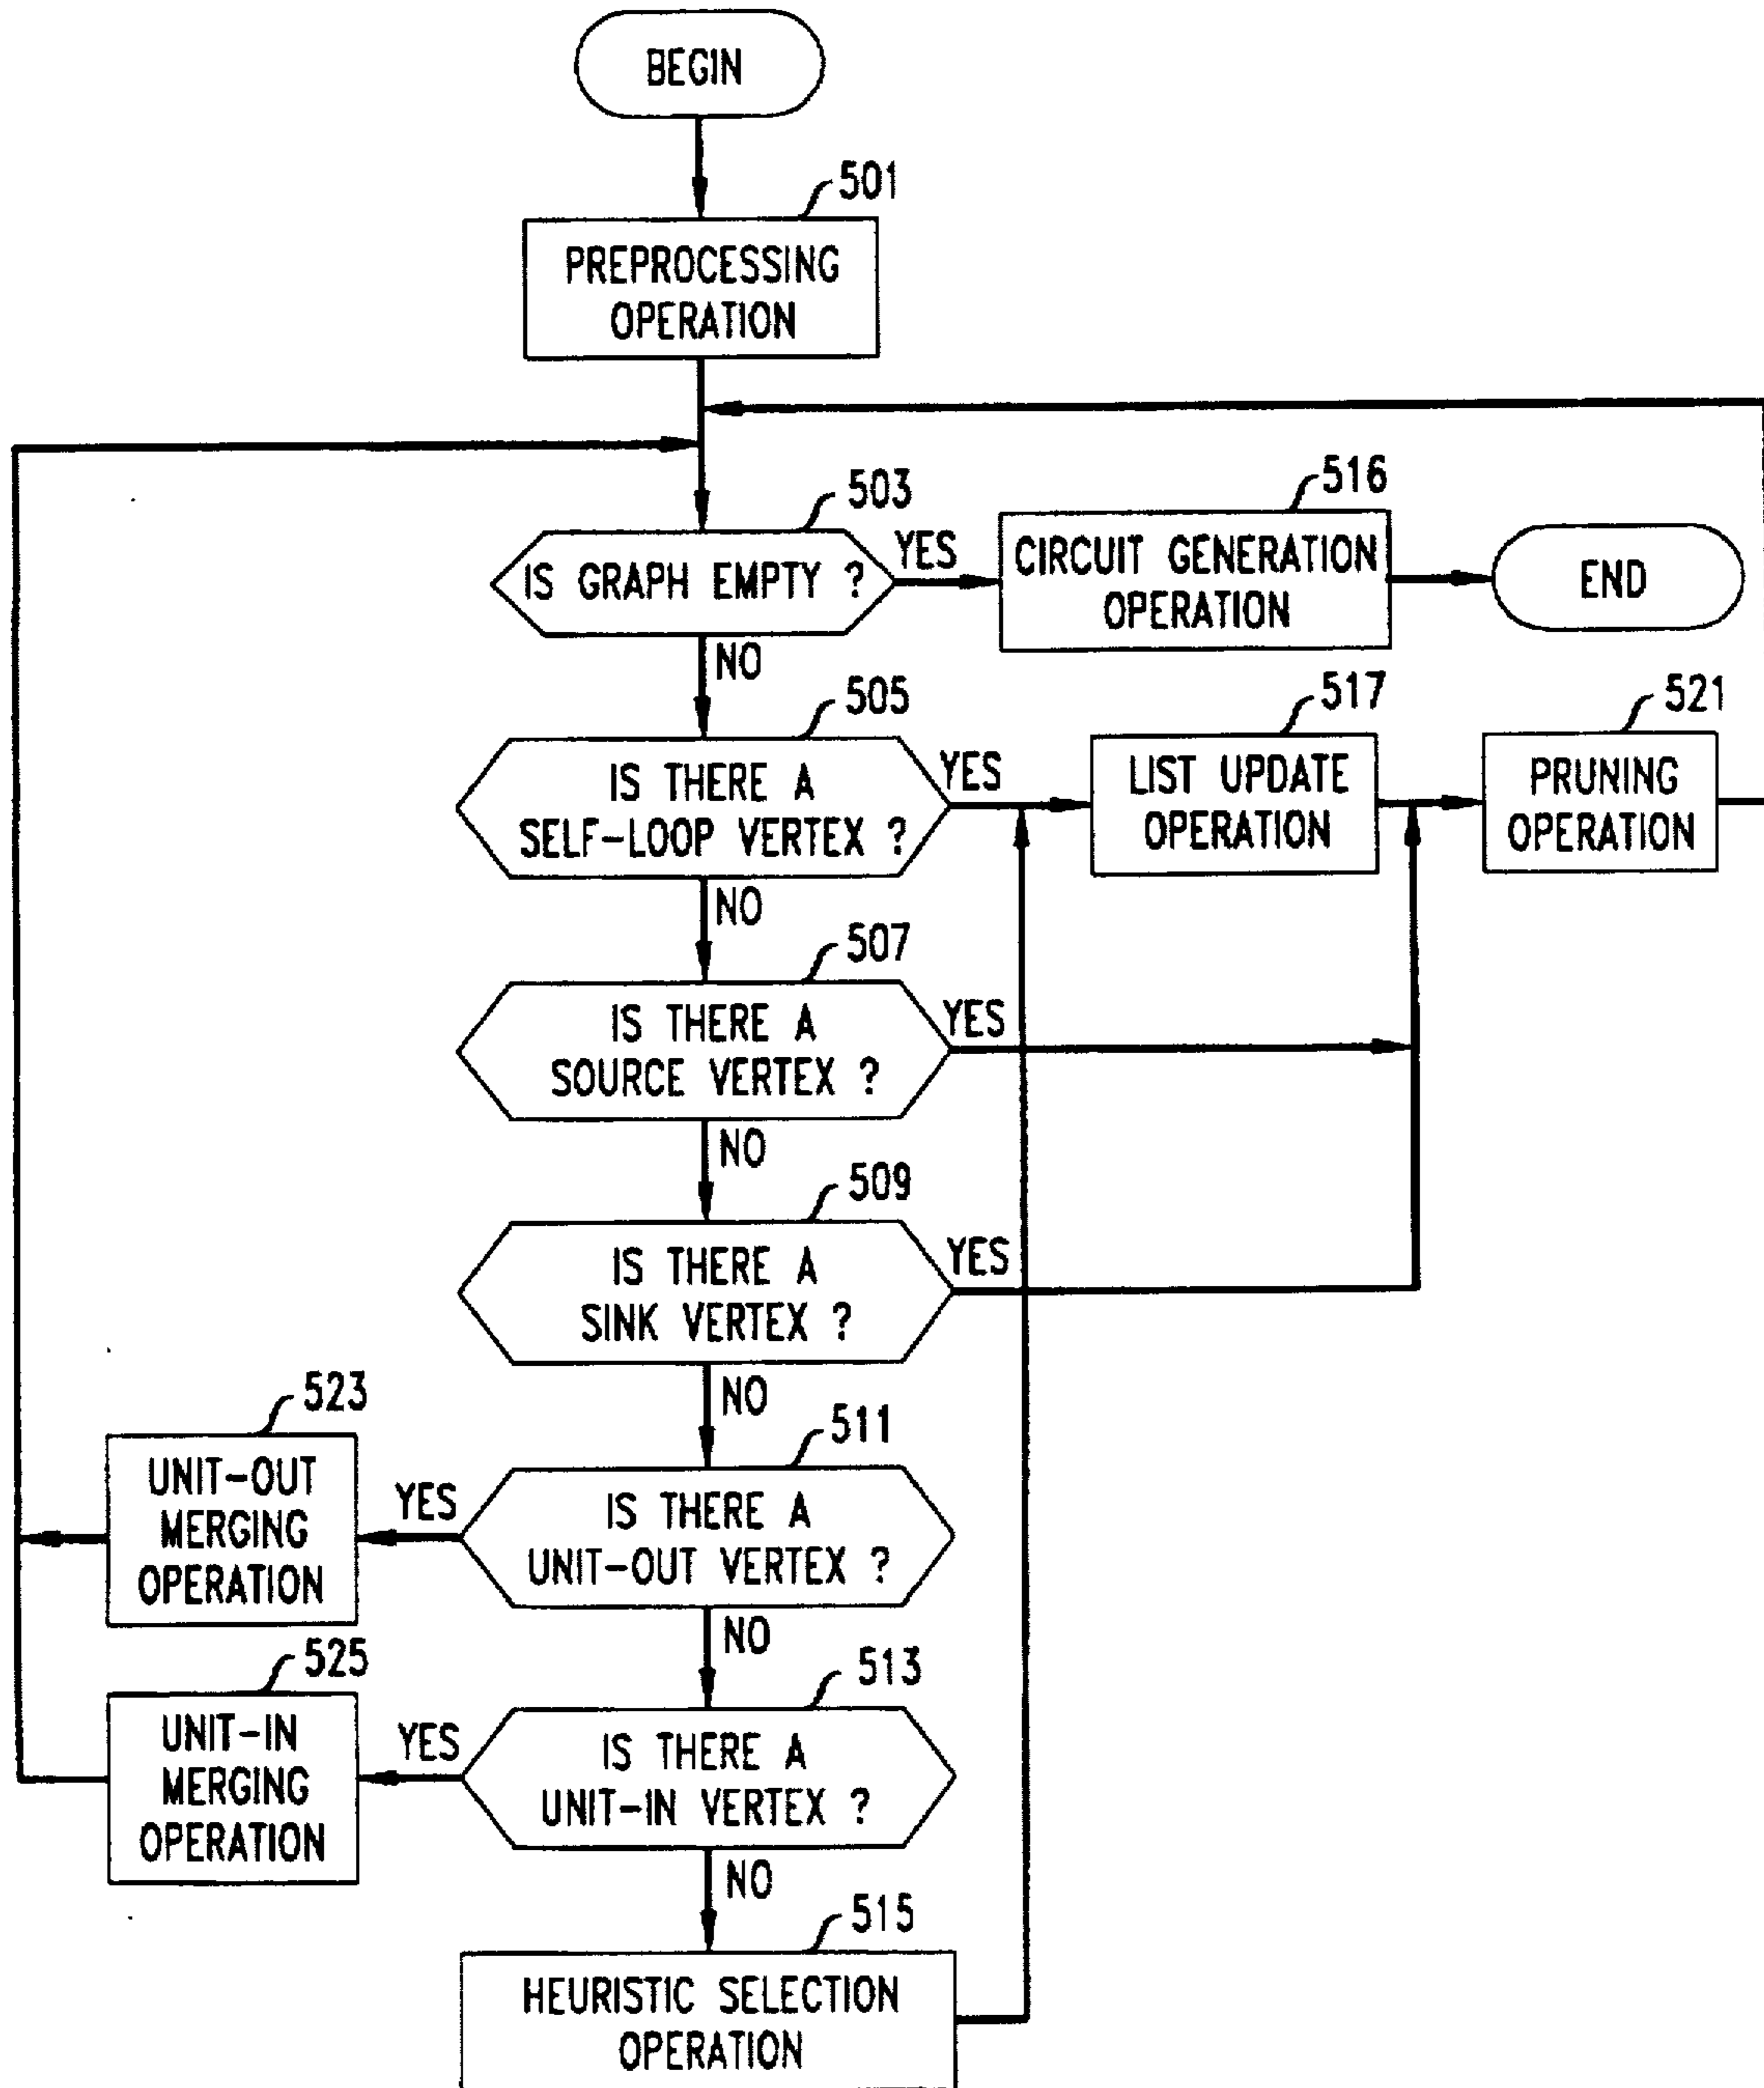 BEGIN
501
PREPROCESSING
OPERATION
503
IS GRAPH EMPTY ?
YES
516
CIRCUIT GENERATION
OPERATION
END
NO
505
IS THERE A
SELF-LOOP VERTEX ?
YES
517
LIST UPDATE
OPERATION
521
PRUNING
OPERATION
NO
507
IS THERE A
SOURCE VERTEX ?
YES
NO
509
IS THERE A
SINK VERTEX ?
YES
NO
523
UNIT-OUT
MERGING
OPERATION
YES
511
IS THERE A
UNIT-OUT VERTEX ?
NO
525
UNIT-IN
MERGING
OPERATION
YES
513
IS THERE A
UNIT-IN VERTEX ?
NO
515
HEURISTIC SELECTION
OPERATION